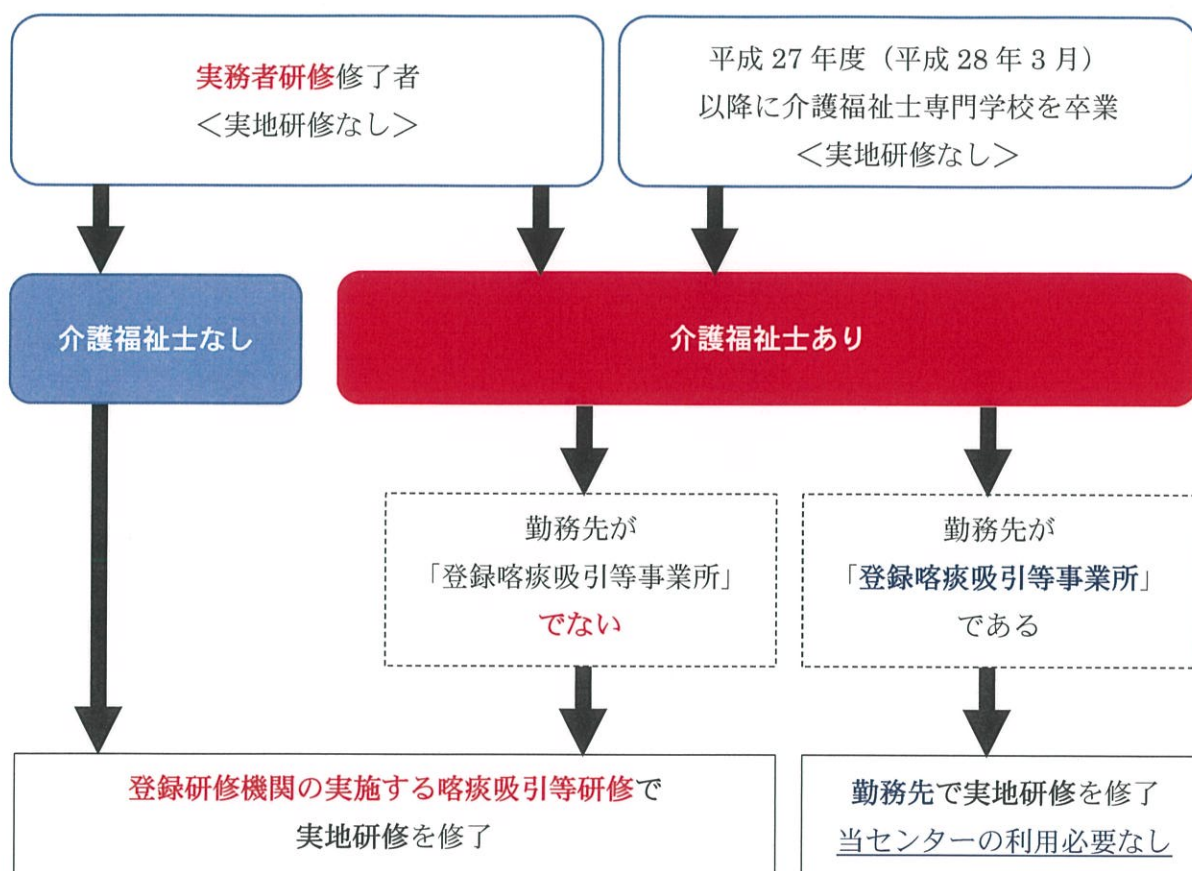 実務者研修修了者
＜実地研修なし＞
平成 27 年度（平成 28 年 3 月）
以降に介護福祉士専門学校を卒業
＜実地研修なし＞
介護福祉士なし
介護福祉士あり
勤務先が
「登録喀痰吸引等事業所」
でない
勤務先が
「登録喀痰吸引等事業所」
である
登録研修機関の実施する喀痰吸引等研修で
実地研修を修了
勤務先で実地研修を修了
当センターの利用必要なし